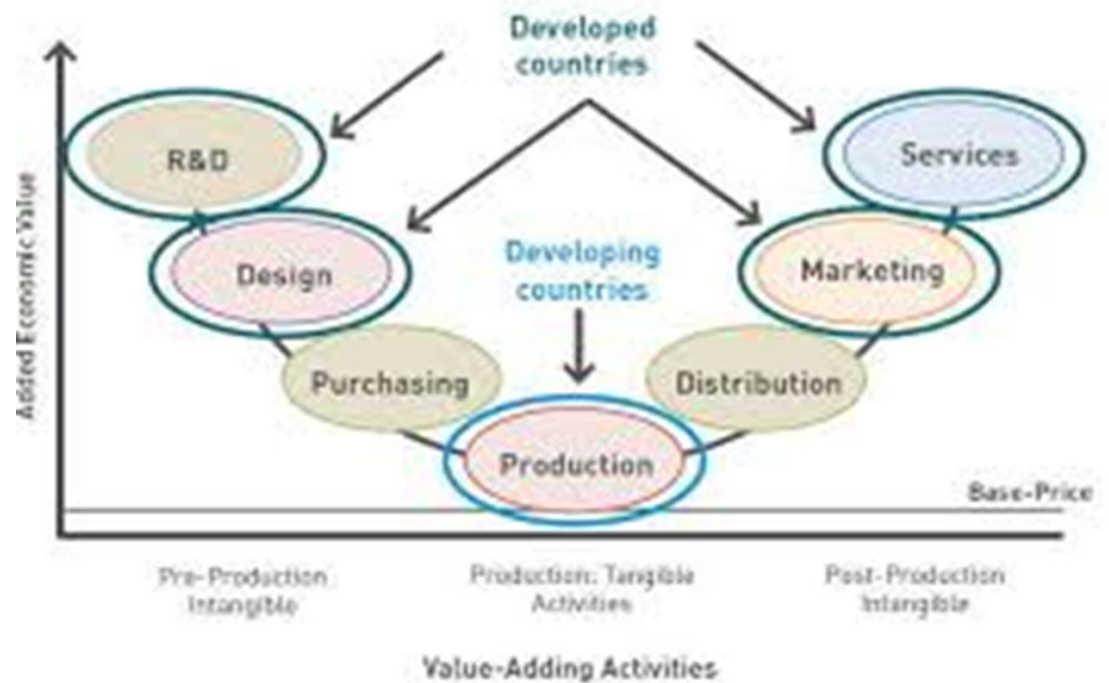 Developed
countries
R&D
Services
Design
Developing
countries
Marketing
Purchasing
Distribution
Production
Base-Price
Added Economic Value
Pre-Production
Intangible
Production: Tangible
Activities
Post-Production
Intangible
Value-Adding Activities